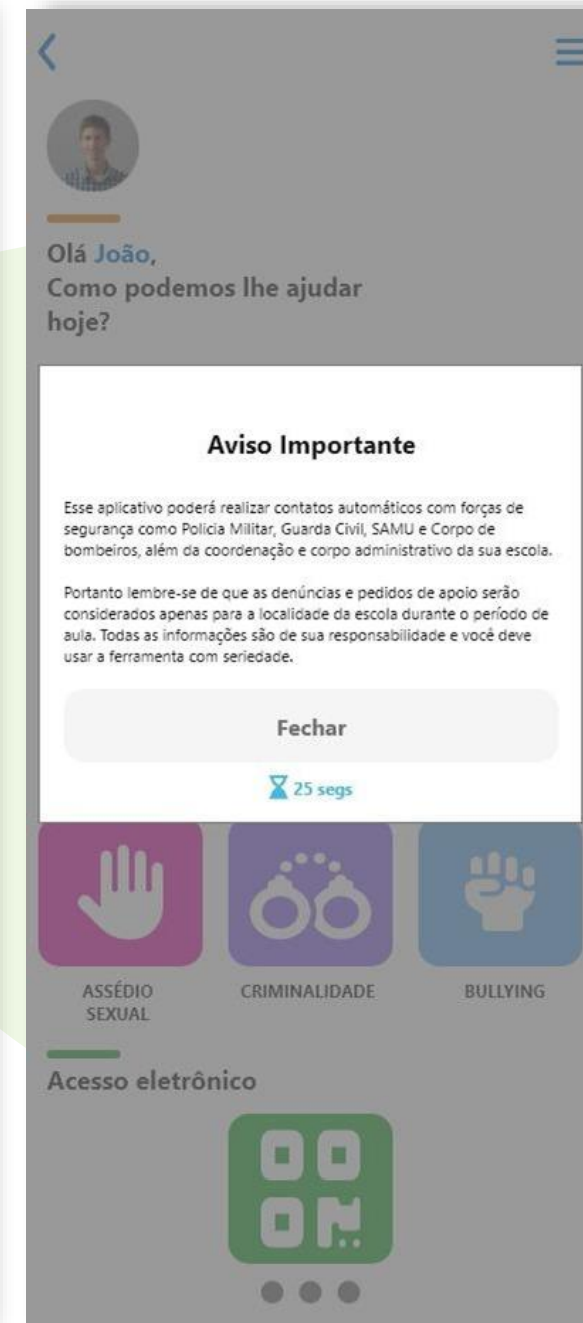 Olá João,
Como podemos lhe ajudar
hoje?
Aviso Importante
Esse aplicativo poderá realizar contatos automáticos com forças de
segurança como Policia Militar, Guarda Civil, SAMU e Corpo de
bombeiros, além da coordenação e corpo administrativo da sua escola.
Portanto lembre-se de que as denúncias e pedidos de apoio serão
considerados apenas para a localidade da escola durante o período de
aula. Todas as informações são de sua responsabilidade e você deve
usar a ferramenta com seriedade.
Fechar
25 segs
ASSÉDIO
SEXUAL
CRIMINALIDADE
BULLYING
Acesso eletrônico